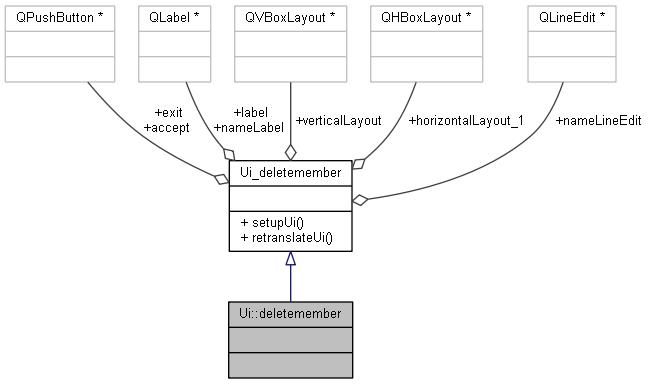 QPushButton *
QLabel *
QVBoxLayout *
QHBoxLayout *
QLineEdit *
+exit
+accept
+label
+nameLabel
+verticalLayout
+horizontalLayout_1
+nameLineEdit
Ui_deletemember
+ setupUi()
+ retranslateUi()
Ui::deletemember